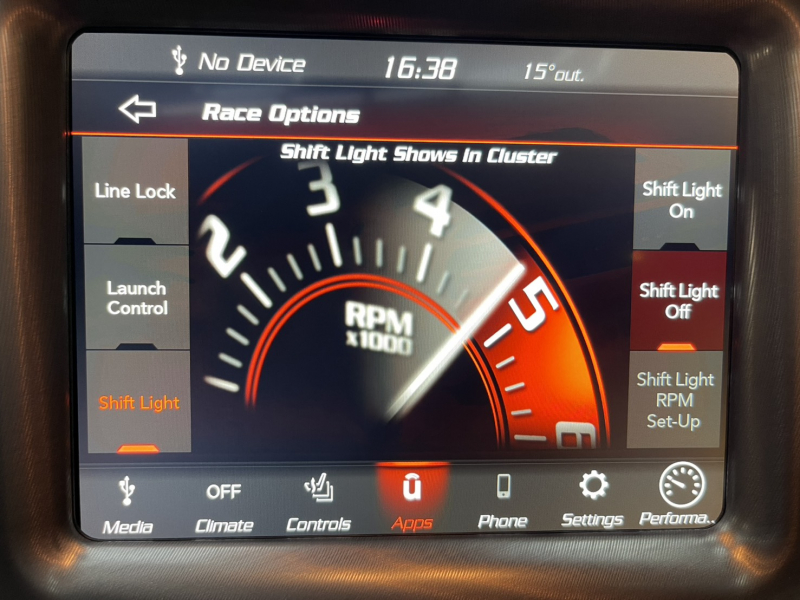 No Device
16:38
15°out.
Race Options
Shift Light Shows In Cluster
Line Lock
Launch
Control
Shift Light
2
3
4
5
6
RPM
x1000
Shift Light
On
Shift Light
Off
Shift Light
RPM
Set-Up
Media
OFF
Climate
Controls
Apps
Phone
Settings
Performa..